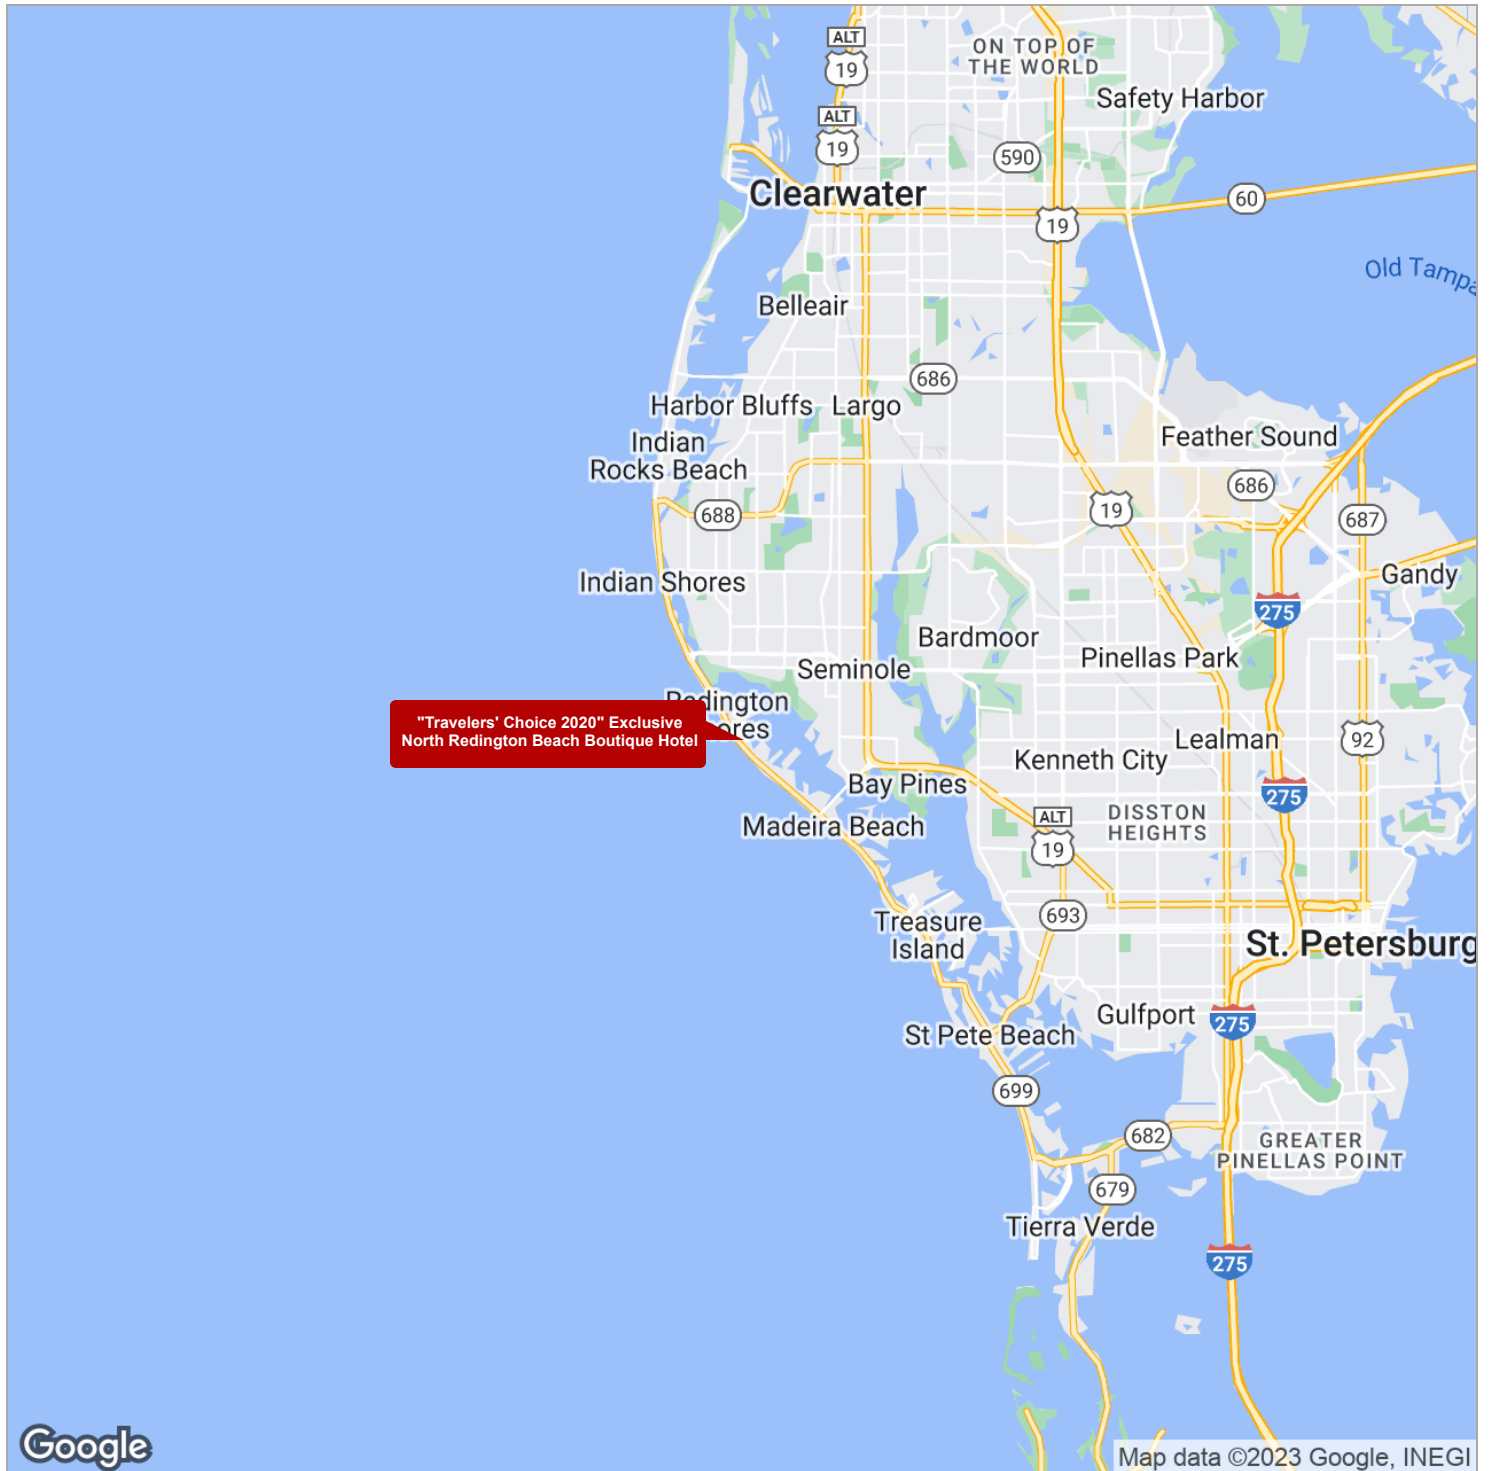 ALT
19
ON TOP OF
THE WORLD
Safety Harbor
ALT
19
590
Clearwater
60
19
Old Tampa
Belleair
686
Harbor Bluffs
Largo
Indian
Rocks Beach
Feather Sound
686
688
19
687
Indian Shores
Gandy
275
Bardmoor
Pinellas Park
Seminole
"Travelers' Choice 2020" Exclusive
North Redington Beach Boutique Hotel
92
Lealman
Kenneth City
Bay Pines
275
Madeira Beach
ALT
19
DISSTON
HEIGHTS
693
Treasure
Island
St. Petersburg
Gulfport
275
St Pete Beach
699
682
GREATER
PINELLAS POINT
679
Tierra Verde
275
Google
Map data ©2023 Google, INEGI